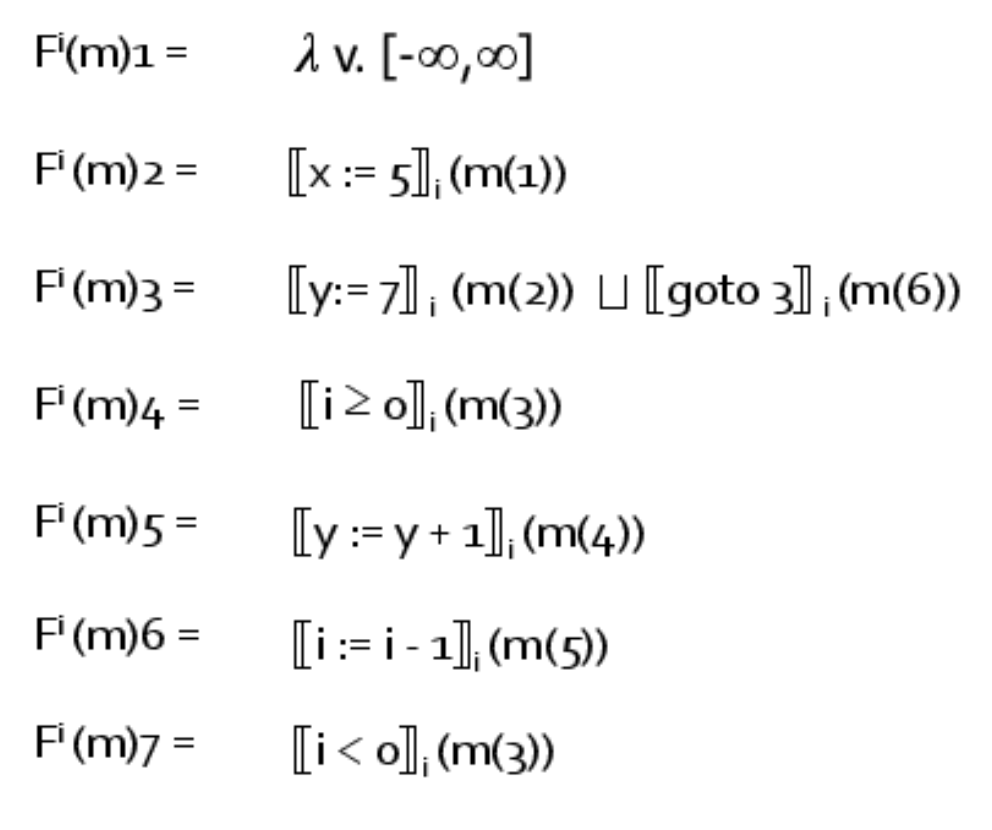 Fⁱ(m)1 = λ v. [-∞,∞]
Fⁱ (m)2 = ⟦x := 5⟧ᵢ (m(1))
Fⁱ (m)3 = ⟦y:= 7⟧ ᵢ (m(2)) ⊔ ⟦goto 3⟧ ᵢ (m(6))
Fⁱ (m)4 = ⟦i ≥ 0⟧ᵢ (m(3))
Fⁱ (m)5 = ⟦y := y + 1⟧ᵢ (m(4))
Fⁱ (m)6 = ⟦i := i - 1⟧ᵢ (m(5))
Fⁱ (m)7 = ⟦i < 0⟧ᵢ (m(3))